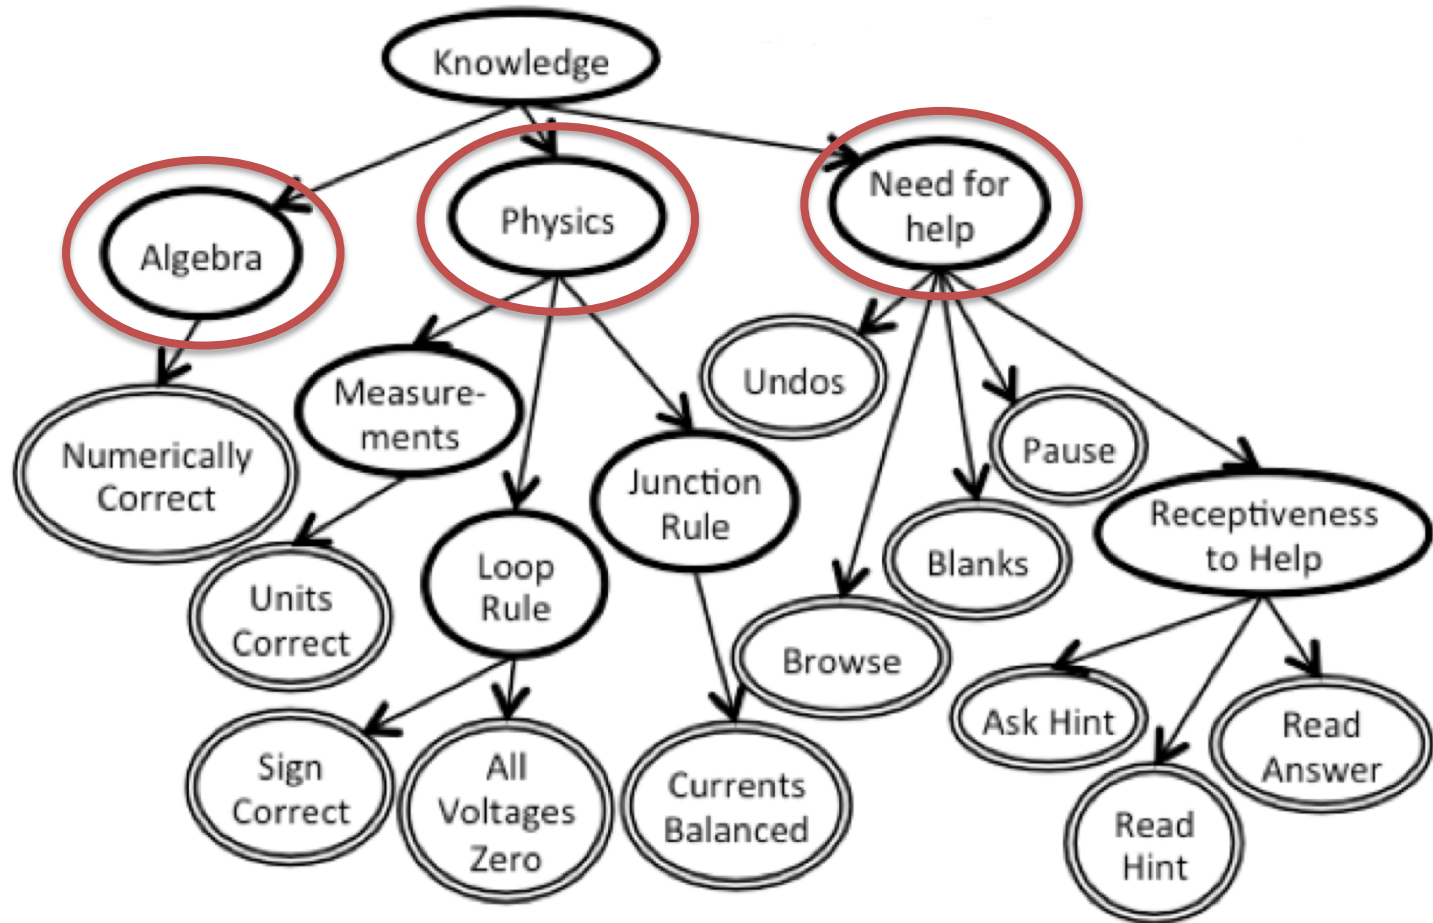 Knowledge
Need for
help
Physics
Algebra
Undos
Measure-
ments
Pause
Numerically
Correct
Junction
Rule
Receptiveness
to Help
Blanks
Loop
Rule
Units
Correct
Browse
Ask Hint
Read
Answer
Sign
Correct
All
Voltages
Zero
Currents
Balanced
Read
Hint